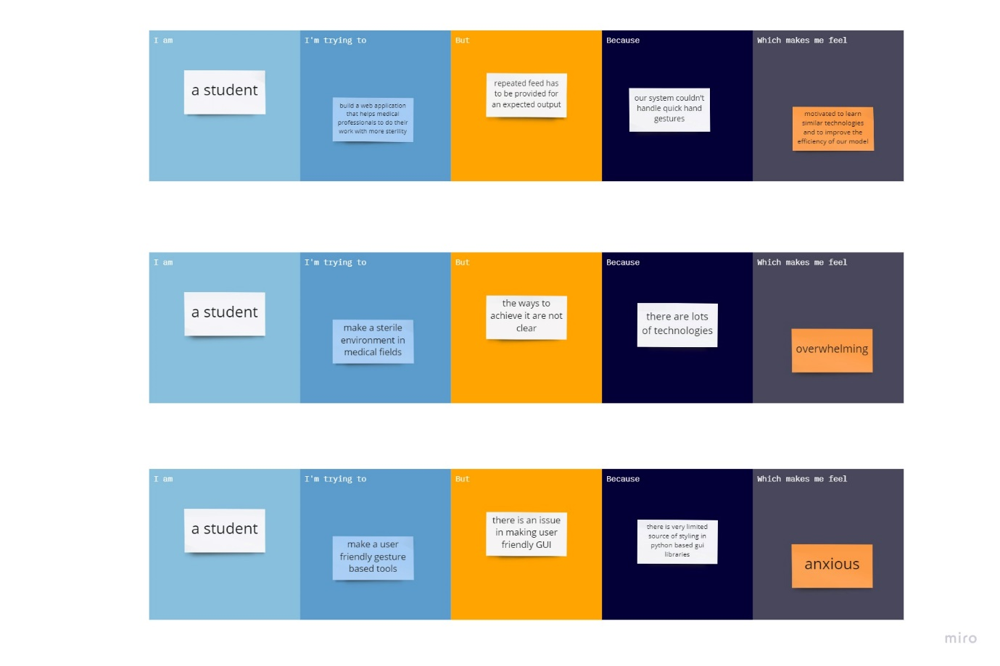 I am
I'm trying to
But
Because
Which makes me feel
a student
build a web application
that helps medical
professionals to do their
work with more sterility
repeated feed has
to be provided for
an expected output
our system couldn't
handle quick hand
gestures
motivated to learn
similar technologies
and to improve the
efficiency of our model
I am
I'm trying to
But
Because
Which makes me feel
a student
make a sterile
environment in
medical fields
the ways to
achieve it are not
clear
there are lots
of technologies
overwhelming
I am
I'm trying to
But
Because
Which makes me feel
a student
make a user
friendly gesture
based tools
there is an issue
in making user
friendly GUI
there is very limited
source of styling in
python based gui
libraries
anxious
miro